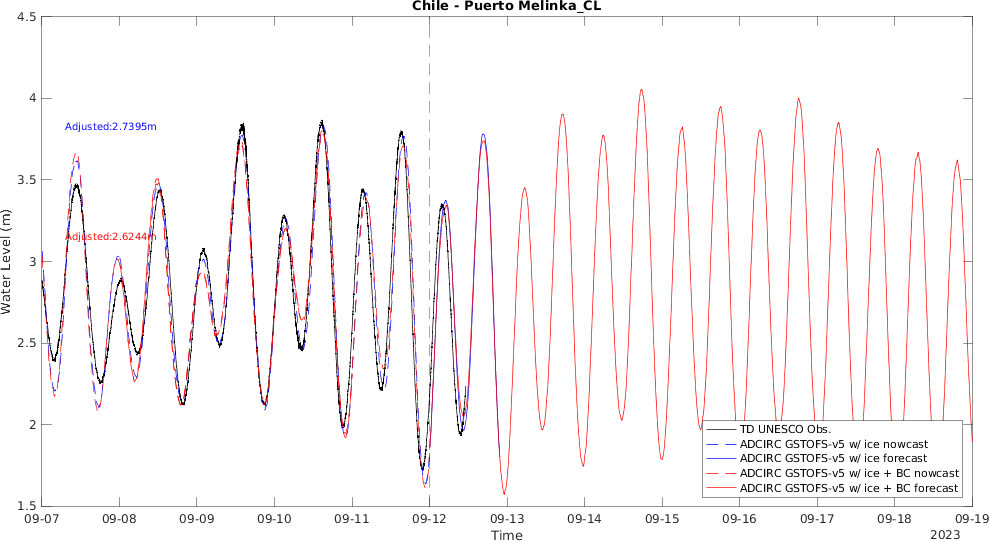 Chile - Puerto Melinka_CL
4.5
4
3.5
3
2.5
2
1.5
Water Level (m)
Adjusted:2.7395m
Adjusted:2.6244m
TD UNESCO Obs.
ADCIRC GSTOFS-v5 w/ ice nowcast
ADCIRC GSTOFS-v5 w/ ice forecast
ADCIRC GSTOFS-v5 w/ ice + BC nowcast
ADCIRC GSTOFS-v5 w/ ice + BC forecast
09-07 09-08 09-09 09-10 09-11 09-12 09-13 09-14 09-15 09-16 09-17 09-18 09-19
Time
2023